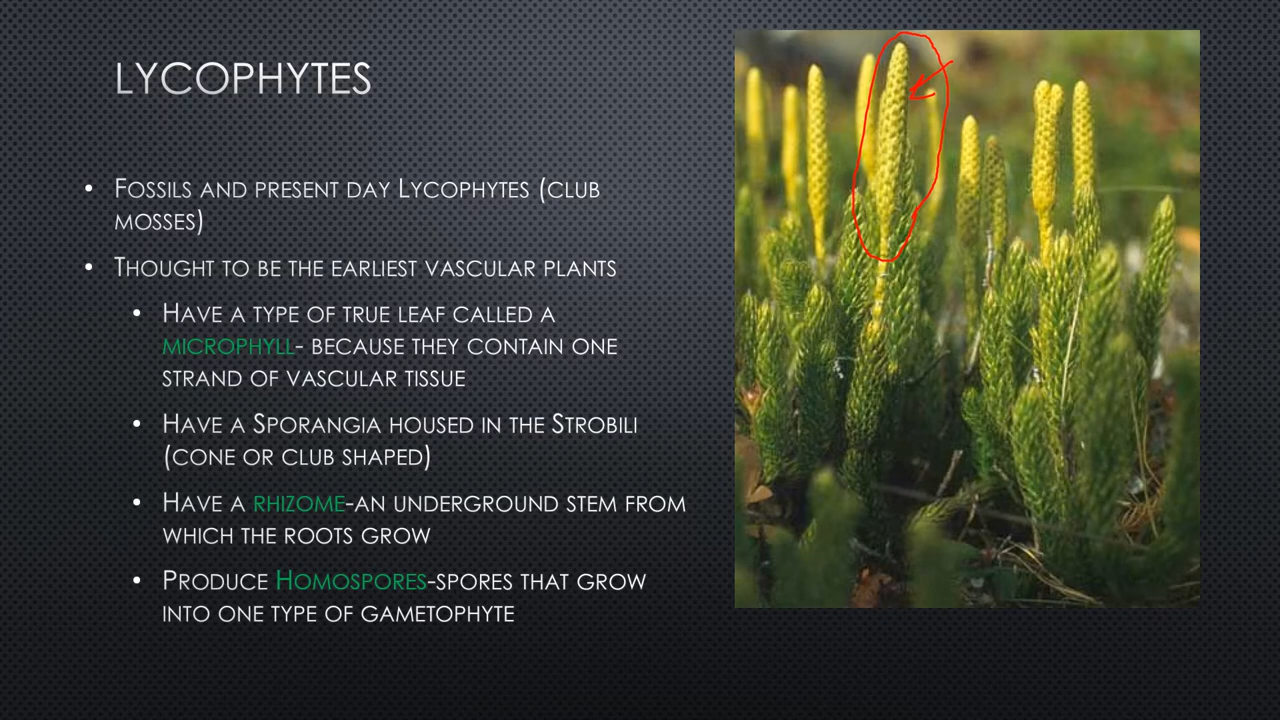 LYCOPHYTES
• FOSSILS AND PRESENT DAY LYCOPHYTES (CLUB
MOSSES)
• THOUGHT TO BE THE EARLIEST VASCULAR PLANTS
• HAVE A TYPE OF TRUE LEAF CALLED A
MICROPHYLL- BECAUSE THEY CONTAIN ONE
STRAND OF VASCULAR TISSUE
• HAVE A SPORANGIA HOUSED IN THE STROBILI
(CONE OR CLUB SHAPED)
• HAVE A RHIZOME-AN UNDERGROUND STEM FROM
WHICH THE ROOTS GROW
• PRODUCE HOMOSPORES-SPORES THAT GROW
INTO ONE TYPE OF GAMETOPHYTE